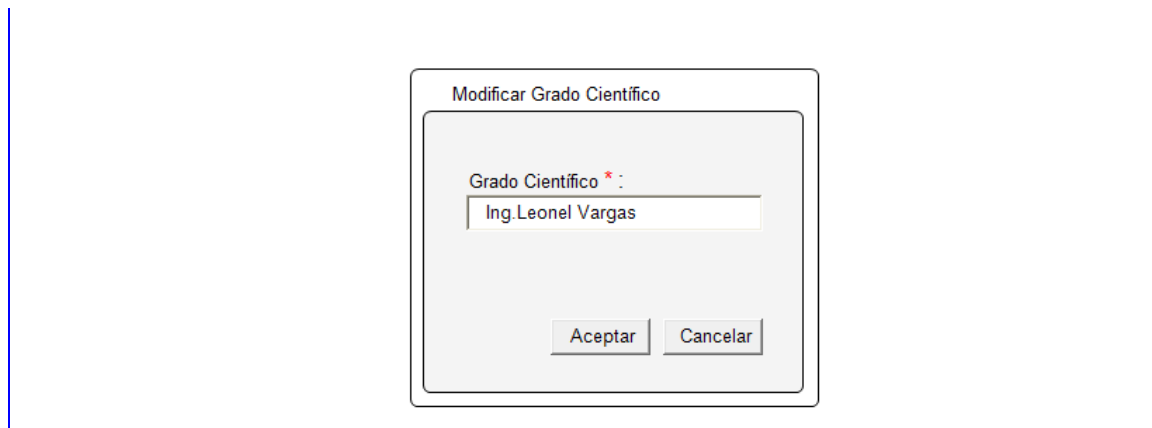 Modificar Grado Científico
Grado Científico * :
Ing.Leonel Vargas
Aceptar Cancelar